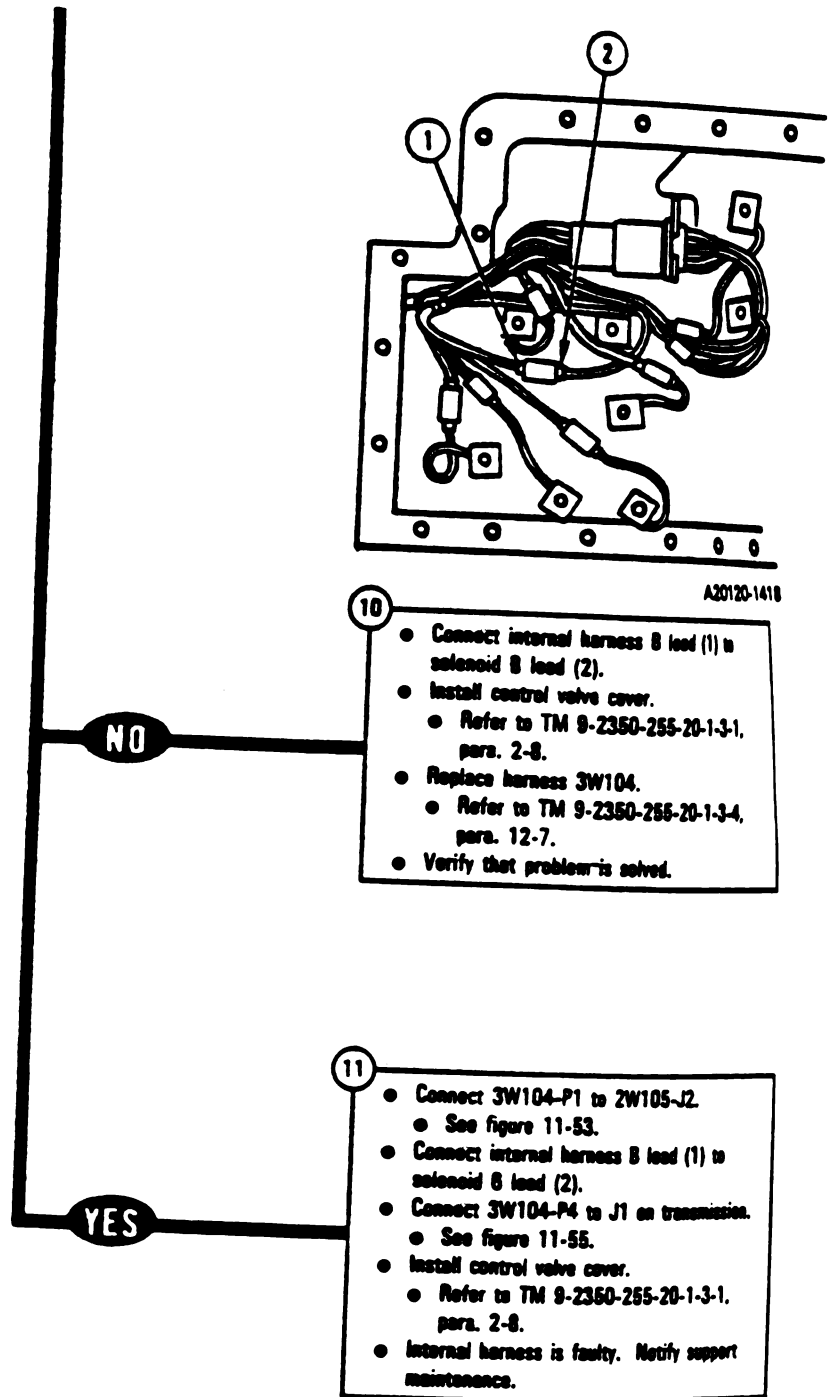 2
1
A20120-1418
10
● Connect internal harness B lead (1) to
solenoid B lead (2).
● Install control valve cover.
● Refer to TM 9-2350-255-20-1-3-1,
para. 2-8.
NO
● Replace harness 3W104.
● Refer to TM 9-2350-255-20-1-3-4,
para. 12-7.
● Verify that problem is solved.
11
● Connect 3W104-P1 to 2W105-J2.
● See figure 11-53.
● Connect internal harness B lead (1) to
solenoid B lead (2).
YES
● Connect 3W104-P4 to J1 on transmission.
● See figure 11-55.
● Install control valve cover.
● Refer to TM 9-2350-255-20-1-3-1,
para. 2-8.
● Internal harness is faulty. Notify support
maintenance.